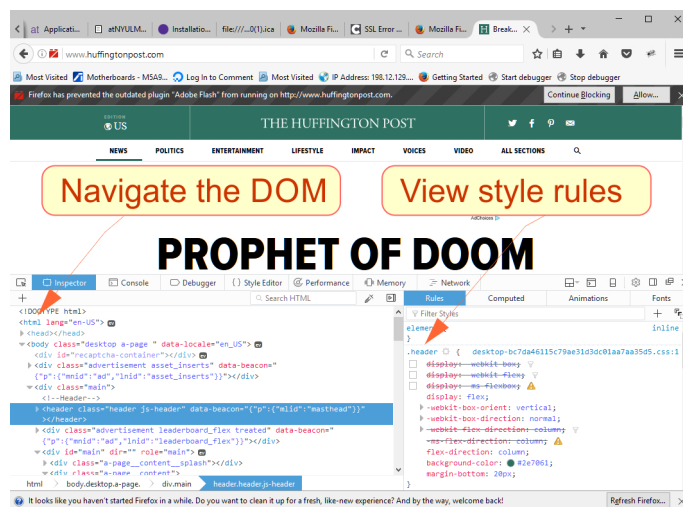 at Applicati...
atNYULM...
Installatio...
file:///...0(1).ica
Mozilla Fi...
SSL Error ...
Mozilla Fi...
Break...
www.huffingtonpost.com
Search
Most Visited
Motherboards - M5A9...
Log In to Comment
Most Visited
IP Address: 198.12.129....
Getting Started
Start debugger
Stop debugger
Firefox has prevented the outdated plugin "Adobe Flash" from running on http://www.huffingtonpost.com.
Continue Blocking
Allow...
EDITION
US
THE HUFFINGTON POST
NEWS POLITICS ENTERTAINMENT LIFESTYLE IMPACT VOICES VIDEO ALL SECTIONS
Navigate the DOM
View style rules
AdChoices
PROPHET OF DOOM
Inspector Console Debugger {} Style Editor Performance Memory Network
Search HTML
Rules Computed Animations Fonts
Filter Styles
<!DOCTYPE html>
<html lang="en-US">
<head></head>
<body class="desktop a-page " data-locale="en_US">
<div id="recaptcha-container"></div>
<div class="advertisement asset_inserts" data-beacon="
{"p":{"mnid":"ad","lnid":"asset_inserts"}}"></div>
<div class="main">
<!--Header-->
<header class="header js-header" data-beacon="{"p":{"mlid":"masthead"}}"
></header>
<div class="advertisement leaderboard_flex treated" data-beacon="
{"p":{"mnid":"ad","lnid":"leaderboard_flex"}}"></div>
<div id="main" dir="" role="main">
<div class="a-page__content__splash"></div>
<div class="a-page__content">
html
body.desktop.a-page.
div.main
header.header.js-header
element {
inline
}
.header { desktop-bc7da46115c79ae31d3dc01aa7aa35d5.css:1
display: -webkit-box;
display: -webkit-flex;
display: -ms-flexbox;
display: flex;
-webkit-box-orient: vertical;
-webkit-box-direction: normal;
-webkit-flex-direction: column;
-ms-flex-direction: column;
flex-direction: column;
background-color: #2e7061;
margin-bottom: 20px;
}
It looks like you haven't started Firefox in a while. Do you want to clean it up for a fresh, like-new experience? And by the way, welcome back!
Refresh Firefox...